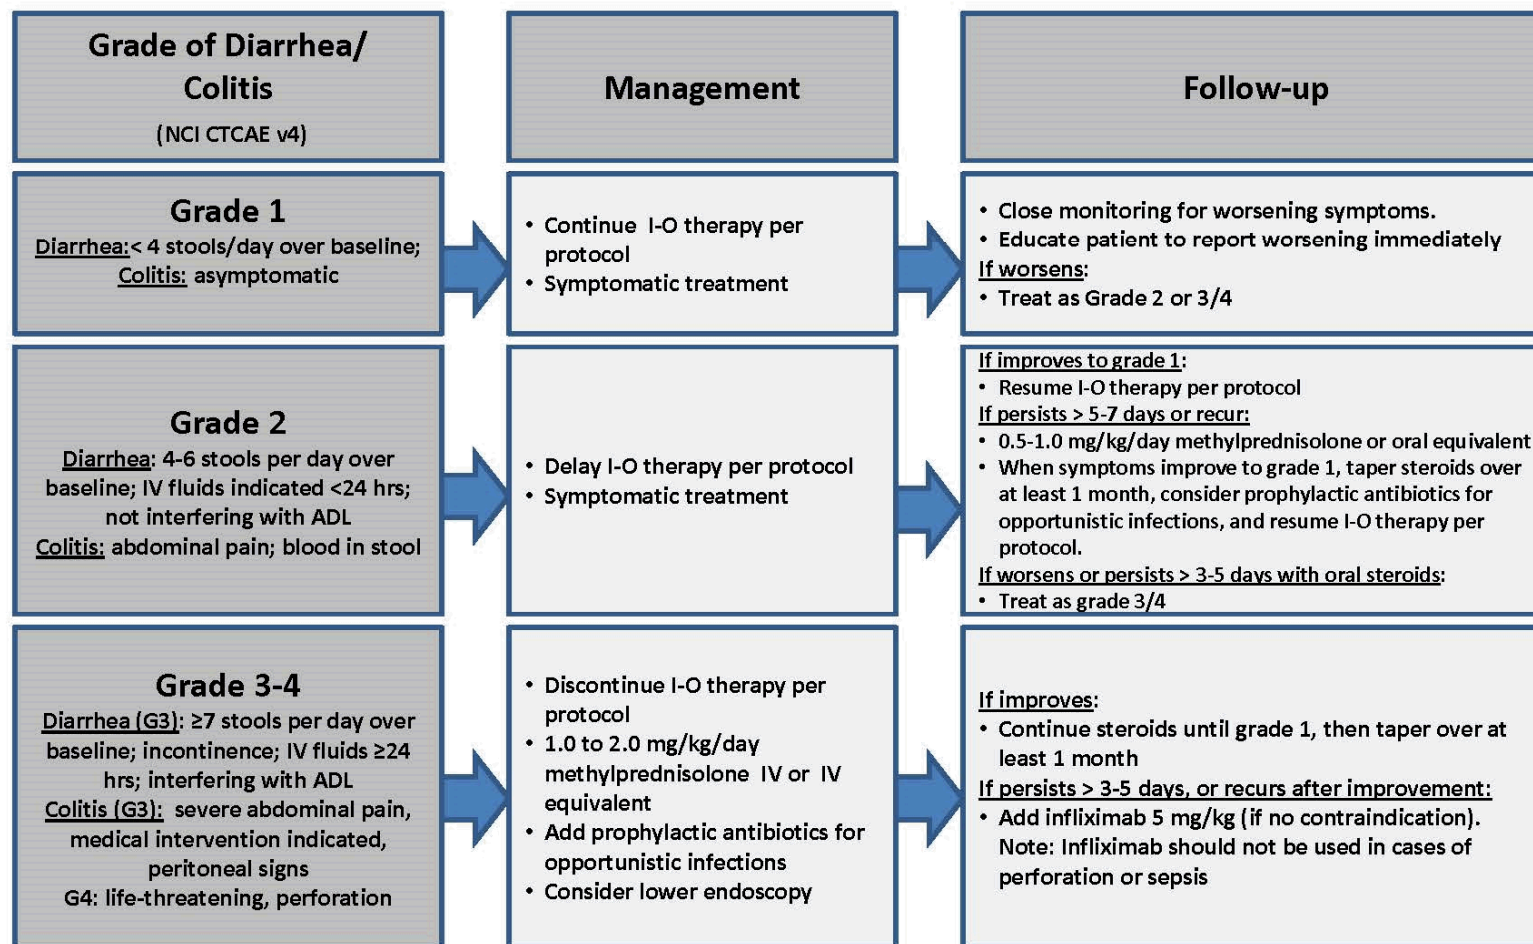 Grade of Diarrhea/
Colitis
(NCI CTCAE v4)
Management
Follow-up
Grade 1
Diarrhea:< 4 stools/day over baseline;
Colitis: asymptomatic
• Continue I-O therapy per
protocol
• Symptomatic treatment
• Close monitoring for worsening symptoms.
• Educate patient to report worsening immediately
If worsens:
• Treat as Grade 2 or 3/4
Grade 2
Diarrhea: 4-6 stools per day over
baseline; IV fluids indicated <24 hrs;
not interfering with ADL
Colitis: abdominal pain; blood in stool
• Delay I-O therapy per protocol
• Symptomatic treatment
If improves to grade 1:
• Resume I-O therapy per protocol
If persists > 5-7 days or recur:
• 0.5-1.0 mg/kg/day methylprednisolone or oral equivalent
• When symptoms improve to grade 1, taper steroids over
at least 1 month, consider prophylactic antibiotics for
opportunistic infections, and resume I-O therapy per
protocol.
If worsens or persists > 3-5 days with oral steroids:
• Treat as grade 3/4
Grade 3-4
Diarrhea (G3): ≥7 stools per day over
baseline; incontinence; IV fluids ≥24
hrs; interfering with ADL
Colitis (G3): severe abdominal pain,
medical intervention indicated,
peritoneal signs
G4: life-threatening, perforation
• Discontinue I-O therapy per
protocol
• 1.0 to 2.0 mg/kg/day
methylprednisolone IV or IV
equivalent
• Add prophylactic antibiotics for
opportunistic infections
• Consider lower endoscopy
If improves:
• Continue steroids until grade 1, then taper over at
least 1 month
If persists > 3-5 days, or recurs after improvement:
• Add infliximab 5 mg/kg (if no contraindication).
Note: Infliximab should not be used in cases of
perforation or sepsis